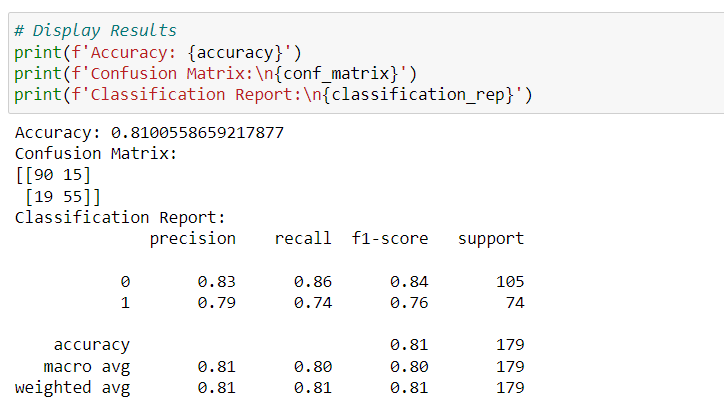 # Display Results
print(f'Accuracy: {accuracy}')
print(f'Confusion Matrix:\n{conf_matrix}')
print(f'Classification Report:\n{classification_rep}')
Accuracy: 0.8100558659217877
Confusion Matrix:
[[90 15]
 [19 55]]
Classification Report:
              precision    recall  f1-score   support

           0       0.83      0.86      0.84       105
           1       0.79      0.74      0.76        74

    accuracy                           0.81       179
   macro avg       0.81      0.80      0.80       179
weighted avg       0.81      0.81      0.81       179